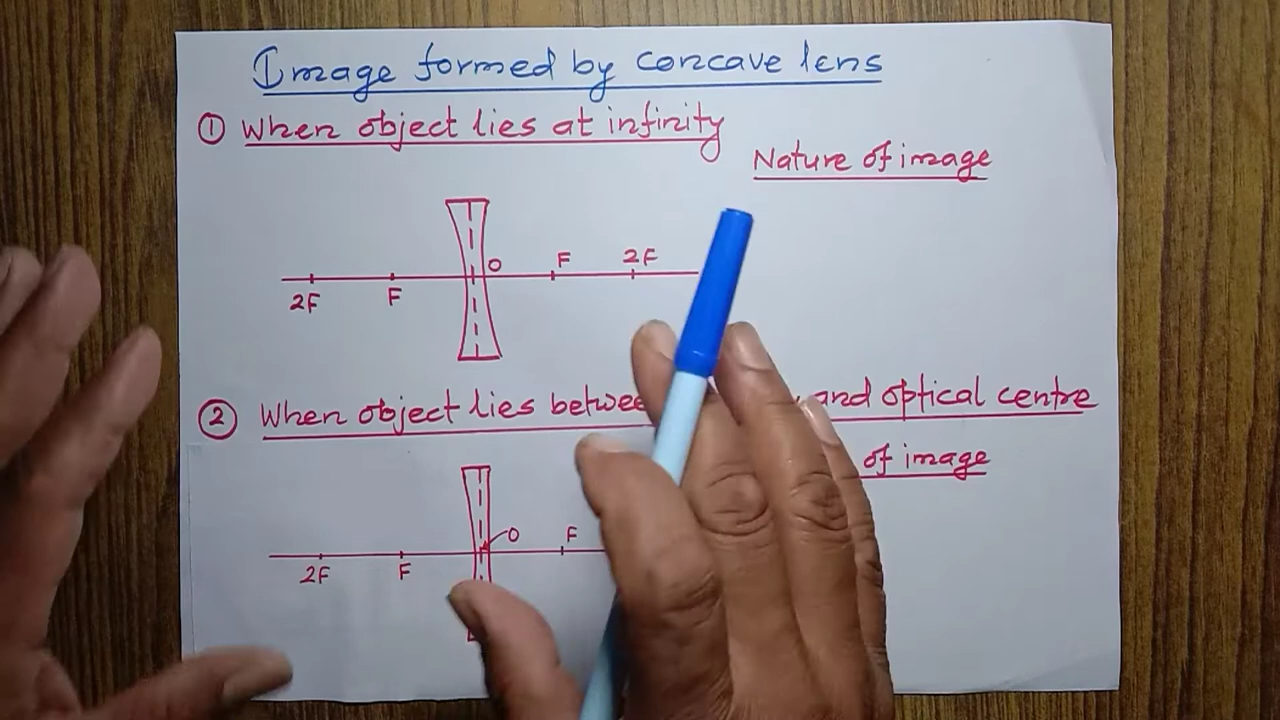 Image formed by concave lens
① When object lies at infinity
Nature of image
O F 2F
2F F
② When object lies and optical centre
of image
O F
2F F